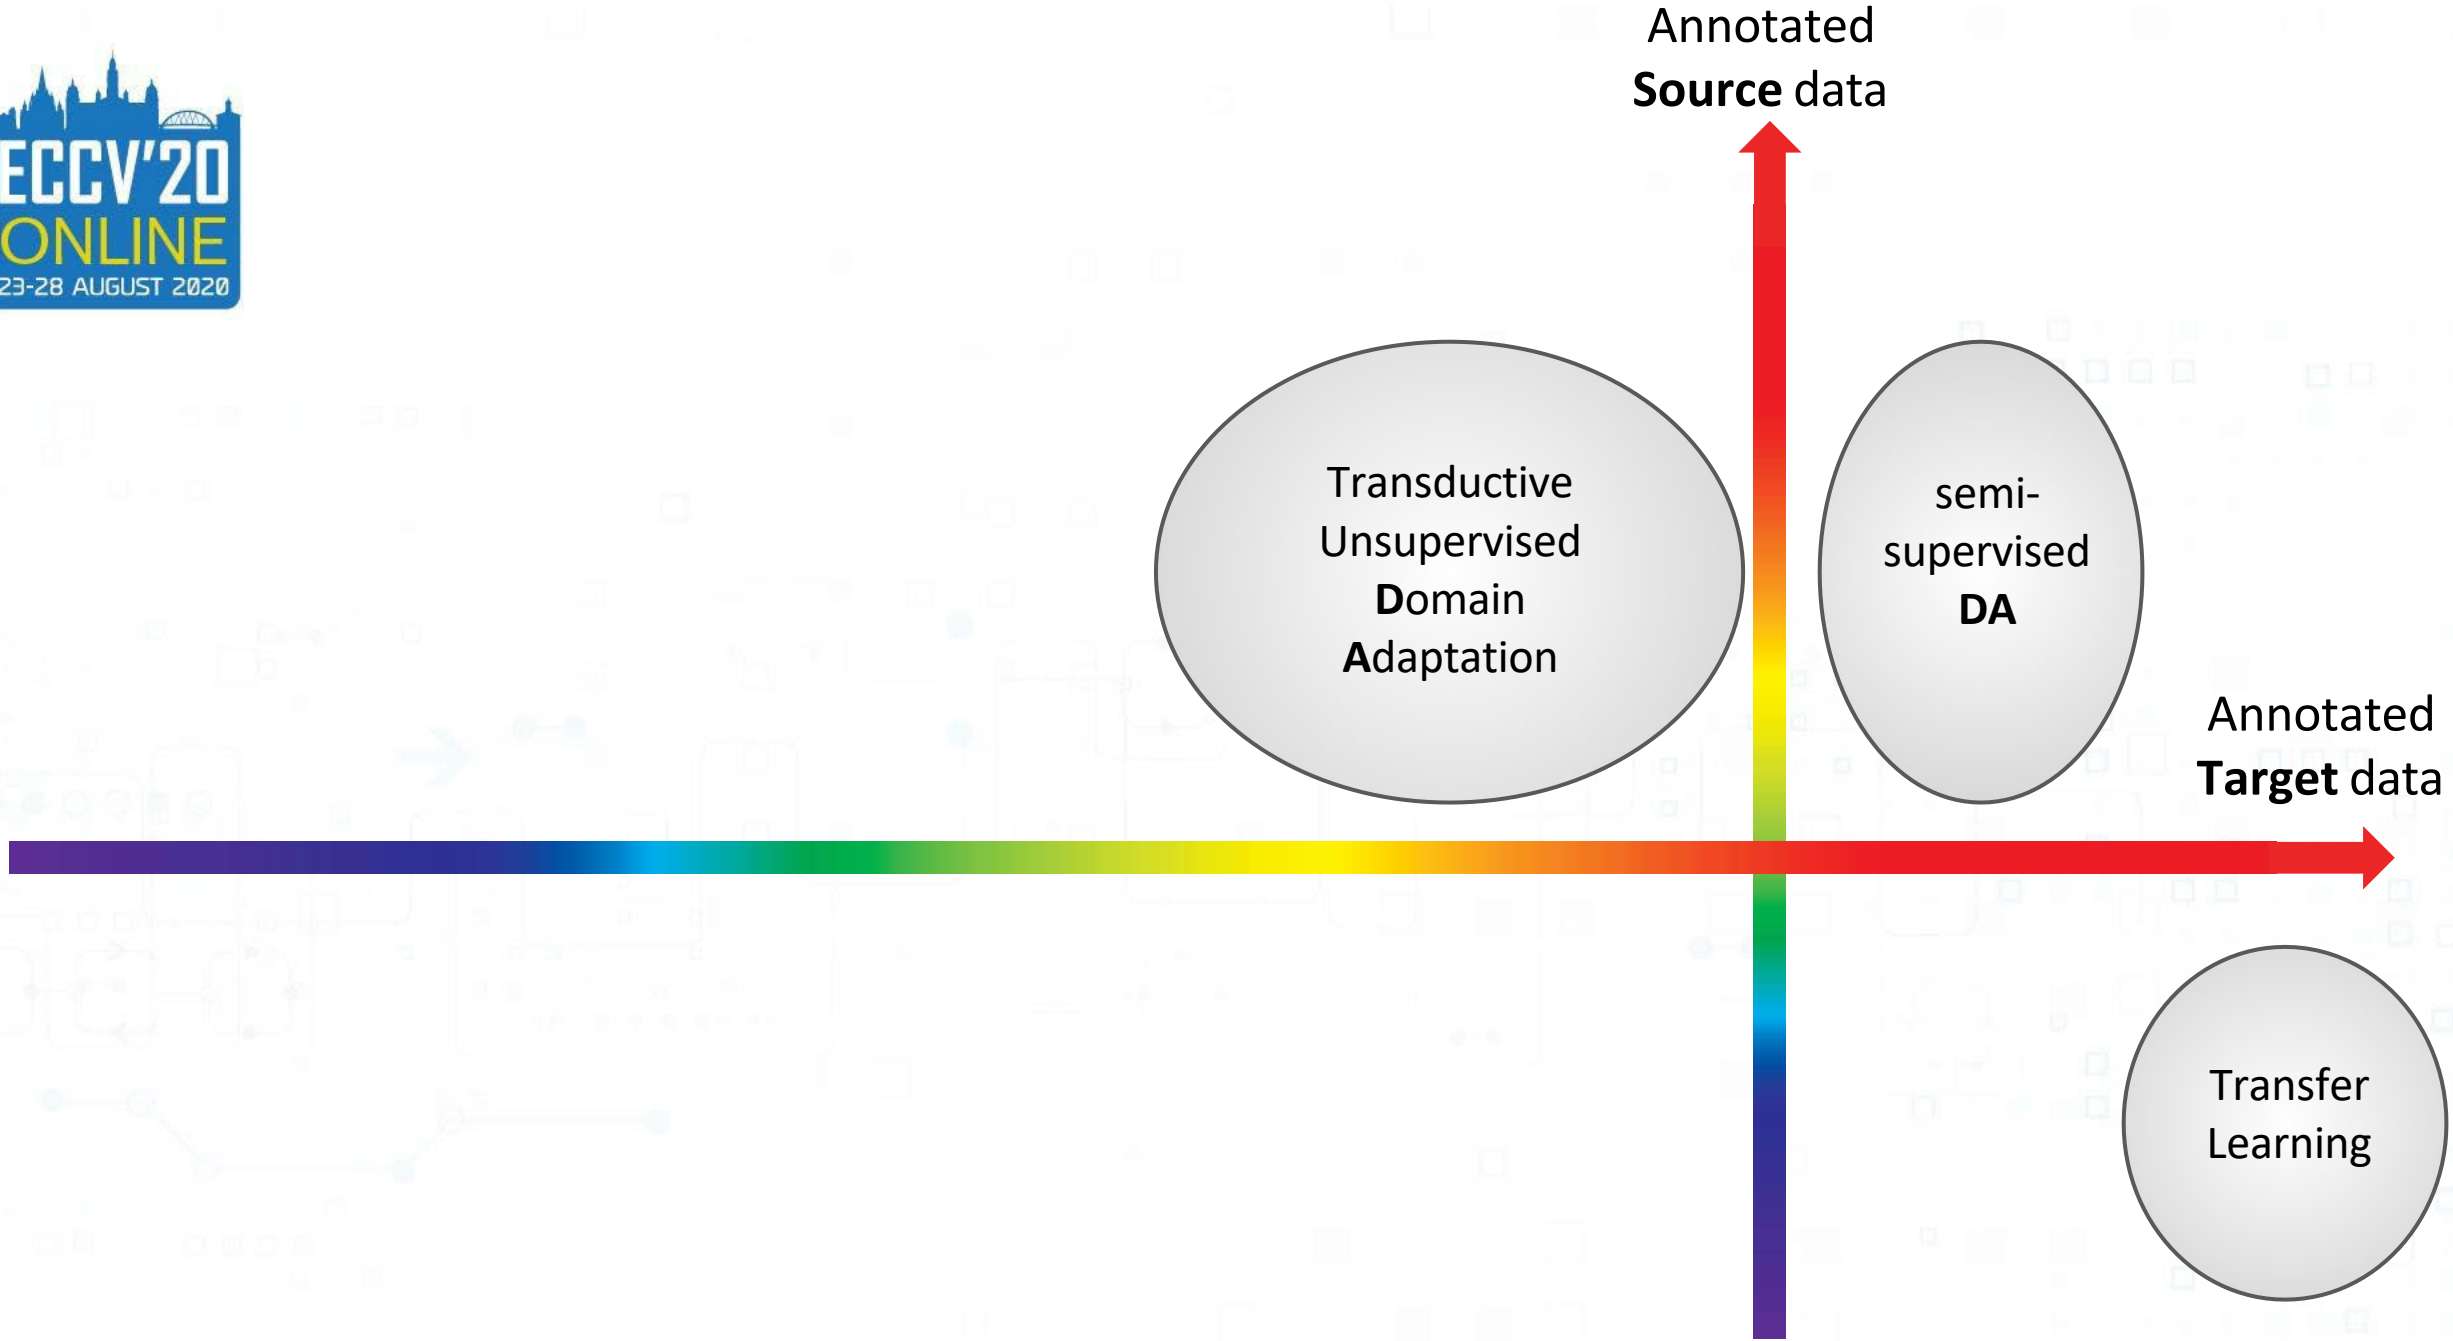 ECCV'20
ONLINE
23-28 AUGUST 2020
Annotated
Source data
Transductive
Unsupervised
Domain
Adaptation
semi-
supervised
DA
Annotated
Target data
Transfer
Learning